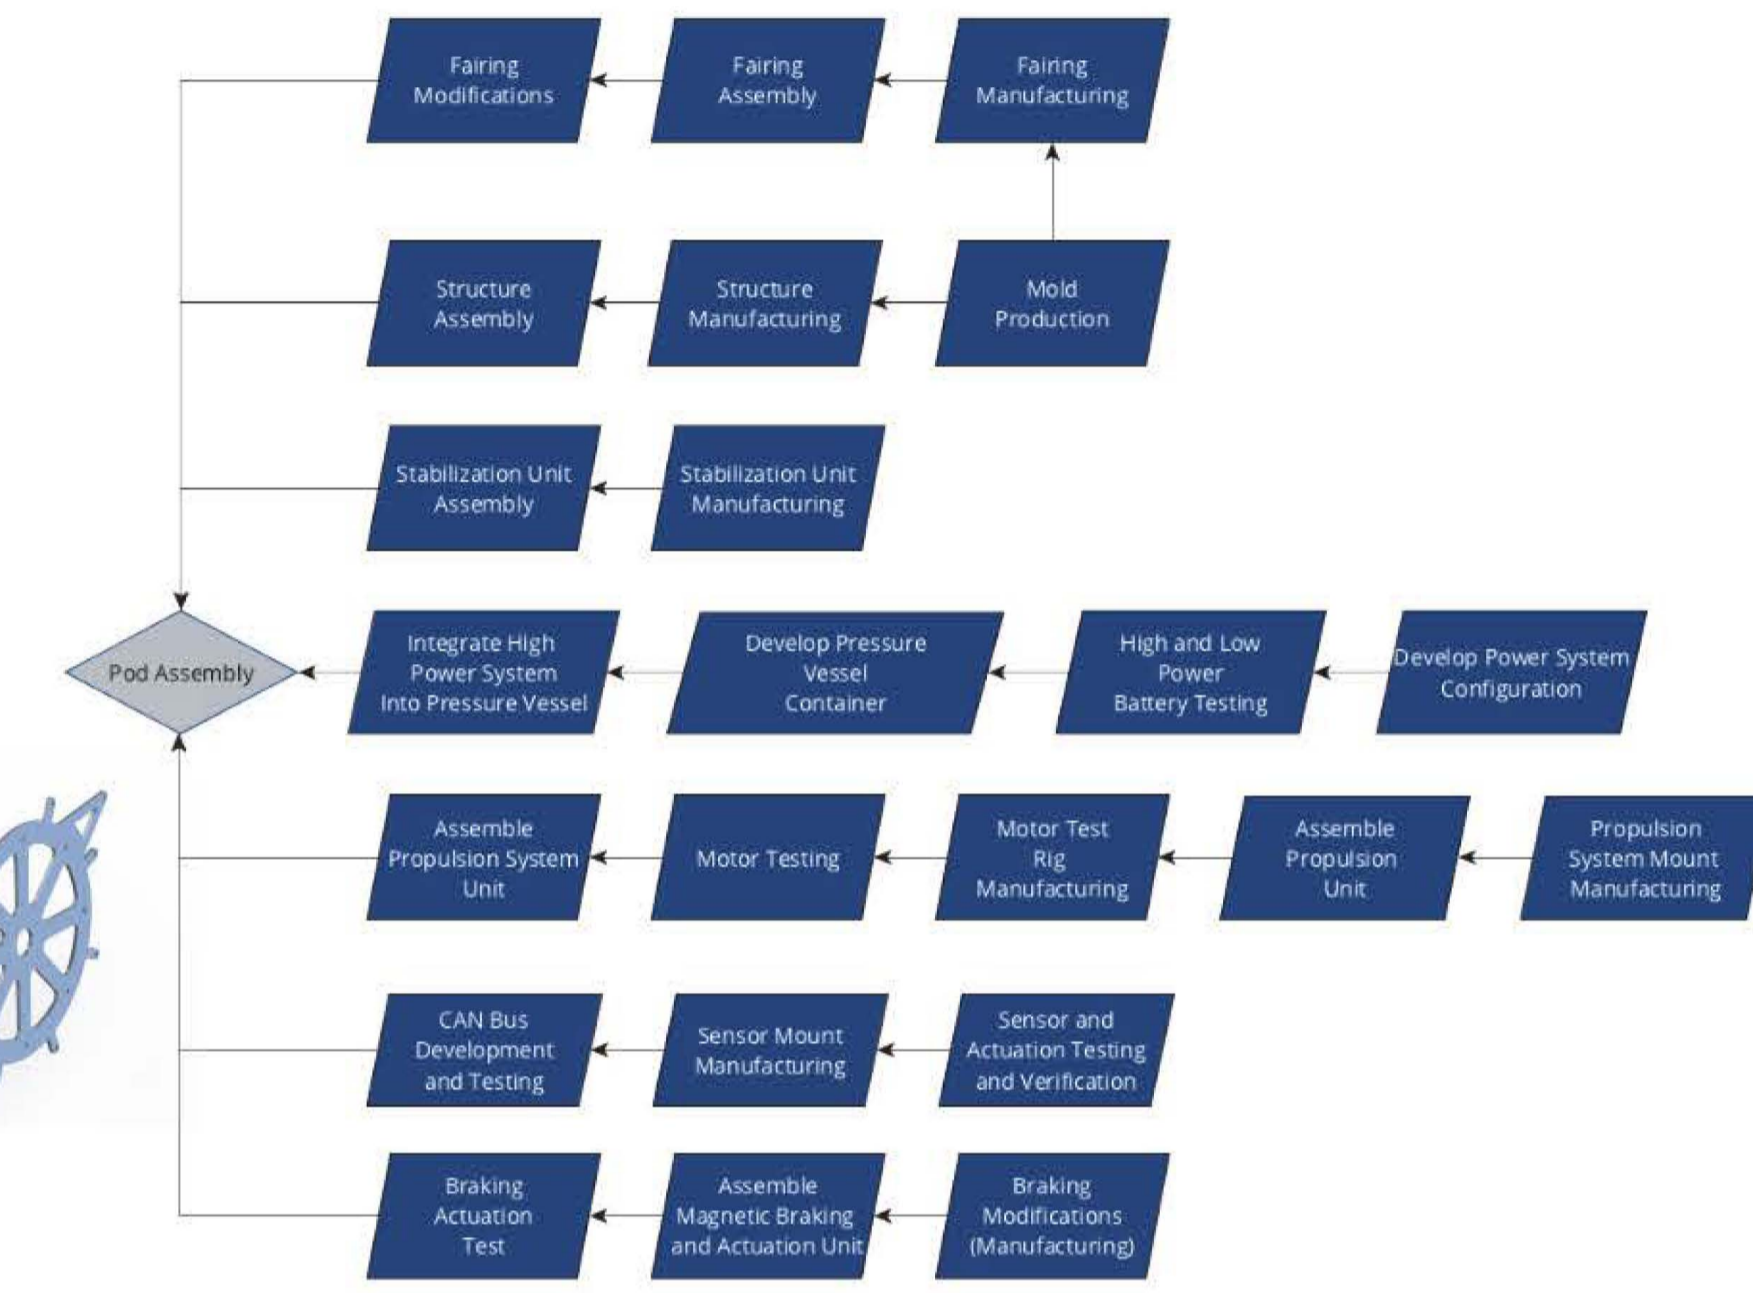 Fairing
Modifications
Fairing
Assembly
Fairing
Manufacturing
Structure
Assembly
Structure
Manufacturing
Mold
Production
Stabilization Unit
Assembly
Stabilization Unit
Manufacturing
Pod Assembly
Integrate High
Power System
Into Pressure Vessel
Develop Pressure
Vessel
Container
High and Low
Power
Battery Testing
Develop Power System
Configuration
Assemble
Propulsion System
Unit
Motor Testing
Motor Test
Rig
Manufacturing
Assemble
Propulsion
Unit
Propulsion
System Mount
Manufacturing
CAN Bus
Development
and Testing
Sensor Mount
Manufacturing
Sensor and
Actuation Testing
and Verification
Braking
Actuation
Test
Assemble
Magnetic Braking
and Actuation Unit
Braking
Modifications
(Manufacturing)